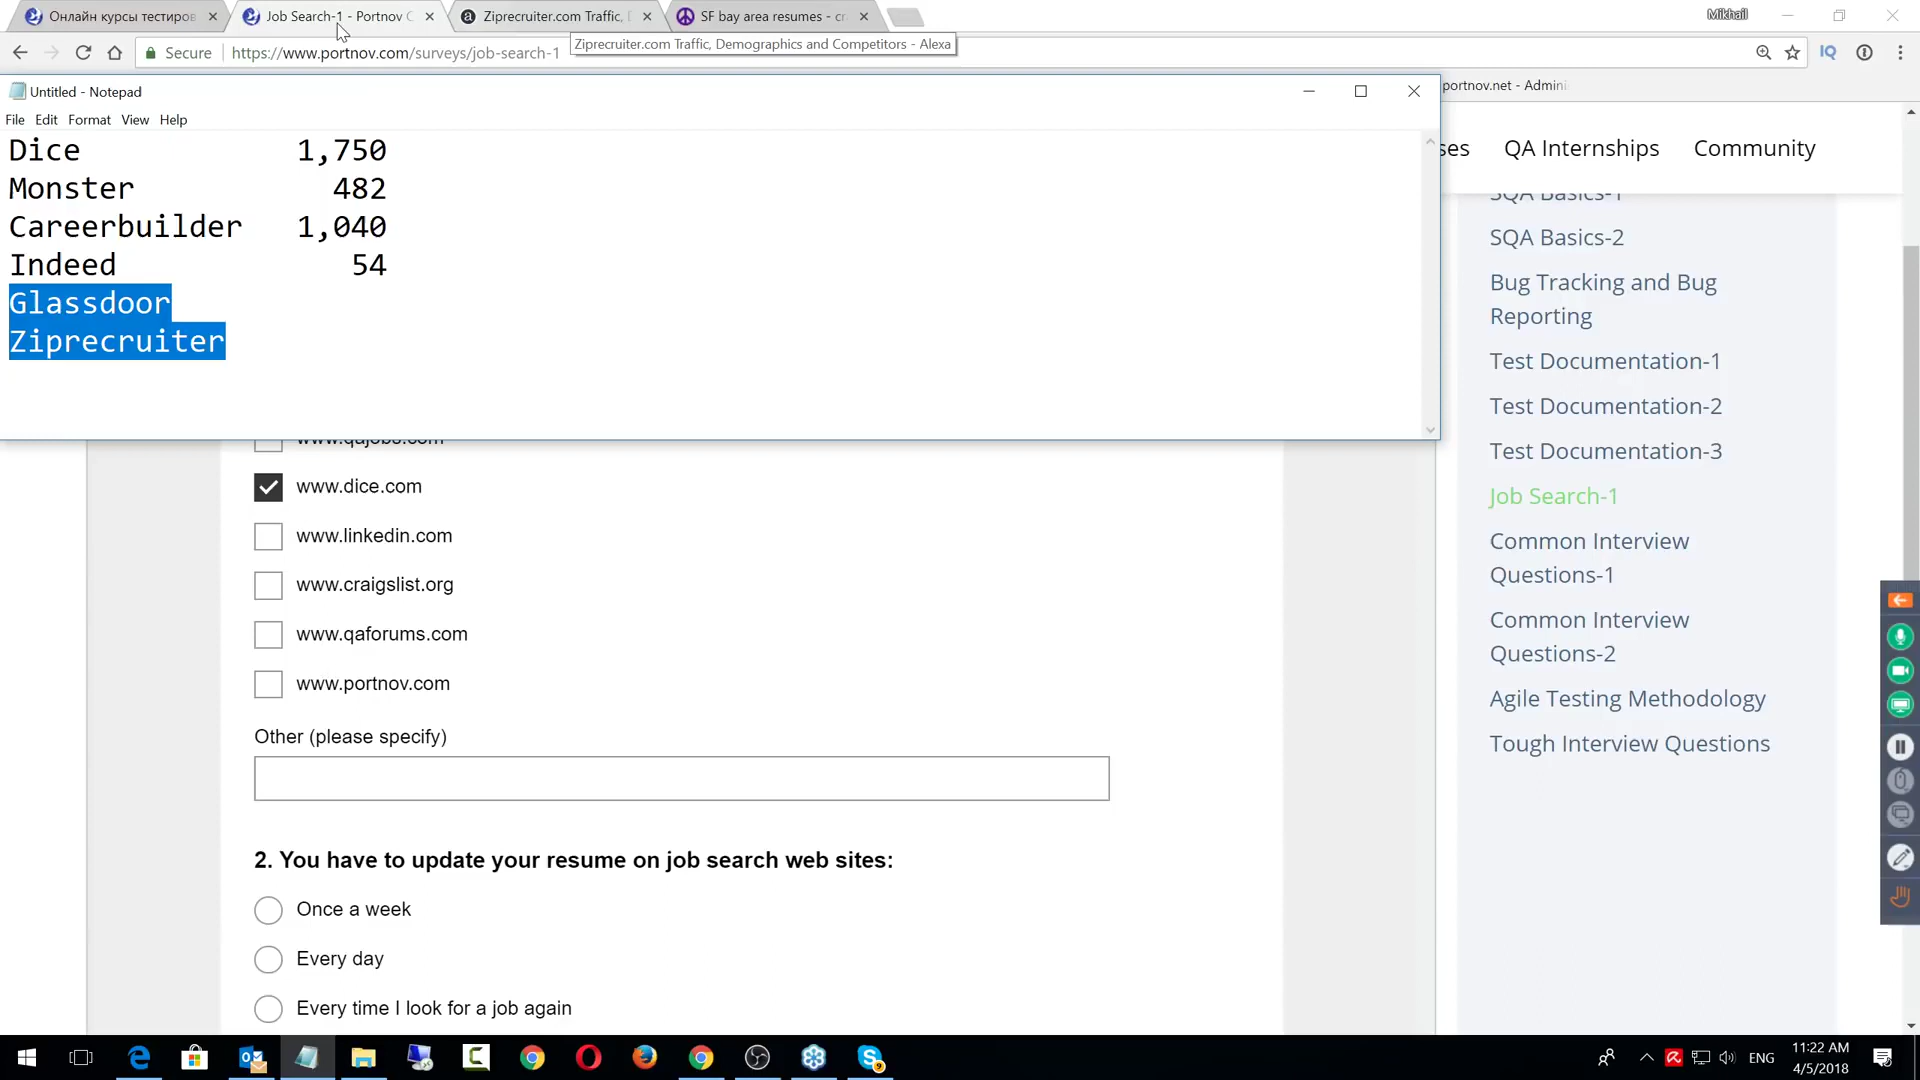 Онлайн курсы тестиров
Job Search-1 - Portnov C
Ziprecruiter.com Traffic, D
SF bay area resumes - cr
Mikhail
Secure
https://www.portnov.com/surveys/job-search-1
Ziprecruiter.com Traffic, Demographics and Competitors - Alexa
Untitled - Notepad
portnov.net - Admini
File Edit Format View Help
Dice 1,750
Monster 482
Careerbuilder 1,040
Indeed 54
Glassdoor
Ziprecruiter
ses QA Internships Community
SQA Basics-1
SQA Basics-2
Bug Tracking and Bug
Reporting
Test Documentation-1
Test Documentation-2
Test Documentation-3
Job Search-1
Common Interview
Questions-1
Common Interview
Questions-2
Agile Testing Methodology
Tough Interview Questions
www.qajobs.com
www.dice.com
www.linkedin.com
www.craigslist.org
www.qaforums.com
www.portnov.com
Other (please specify)
2. You have to update your resume on job search web sites:
Once a week
Every day
Every time I look for a job again
ENG
11:22 AM
4/5/2018